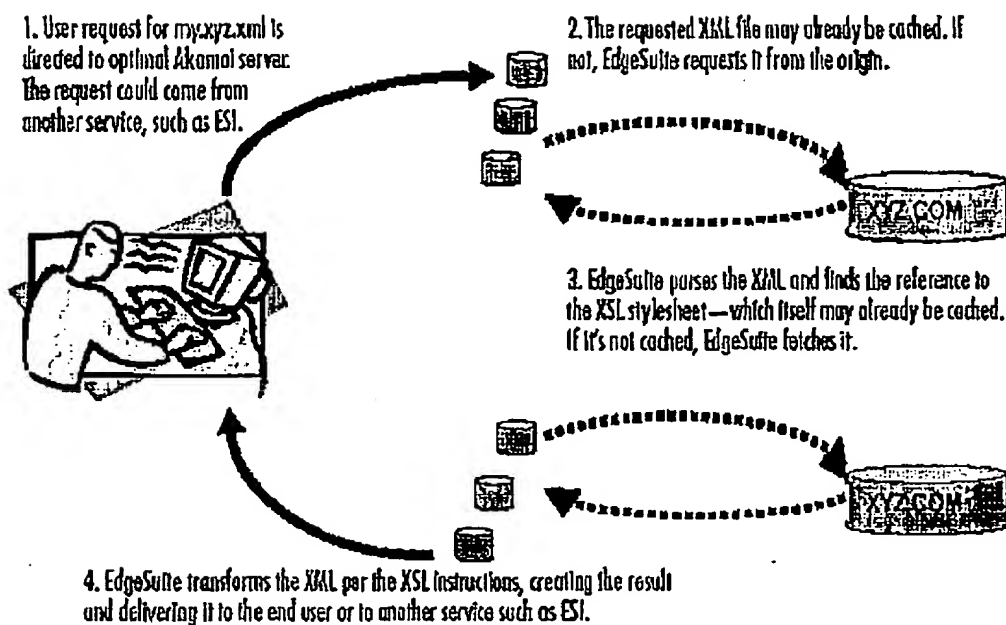 1. User request for my.xyz.xml is
directed to optimal Akamai server.
The request could come from
another service, such as ESI.
2. The requested XML file may already be cached. If
not, EdgeSuite requests it from the origin.
XYZ.COM
3. EdgeSuite parses the XML and finds the reference to
the XSL stylesheet—which itself may already be cached.
If it's not cached, EdgeSuite fetches it.
XYZ.COM
4. EdgeSuite transforms the XML per the XSL instructions, creating the result
and delivering it to the end user or to another service such as ESI.